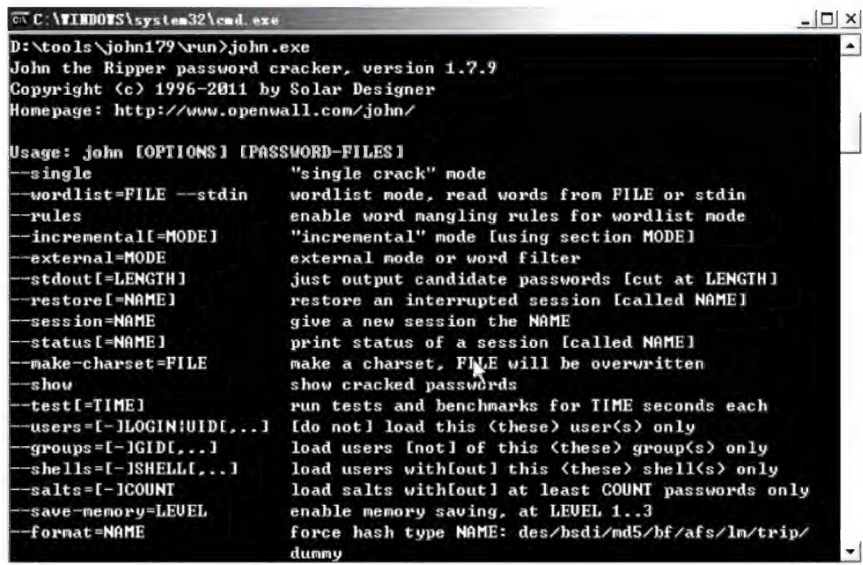 C:\WINDOWS\system32\cmd.exe
D:\tools\john179\run>john.exe
John the Ripper password cracker, version 1.7.9
Copyright (c) 1996-2011 by Solar Designer
Homepage: http://www.openwall.com/john/
Usage: john [OPTIONS] [PASSWORD-FILES]
--single "single crack" mode
--wordlist=FILE --stdin wordlist mode, read words from FILE or stdin
--rules enable word mangling rules for wordlist mode
--incremental[=MODE] "incremental" mode [using section MODE]
--external=MODE external mode or word filter
--stdout[=LENGTH] just output candidate passwords [cut at LENGTH]
--restore[=NAME] restore an interrupted session [called NAME]
--session=NAME give a new session the NAME
--status[=NAME] print status of a session [called NAME]
--make-charset=FILE make a charset, FILE will be overwritten
--show show cracked passwords
--test[=TIME] run tests and benchmarks for TIME seconds each
--users=[-]LOGIN|UID[,...] [do not] load this (these) user(s) only
--groups=[-]GID[,...] load users [not] of this (these) group(s) only
--shells=[-]SHELL[,...] load users with[out] this (these) shell(s) only
--salts=[-]COUNT load salts with[out] at least COUNT passwords only
--save-memory=LEVEL enable memory saving, at LEVEL 1..3
--format=NAME force hash type NAME: des/bsdi/md5/bf/afs/lm/trip/
dummy